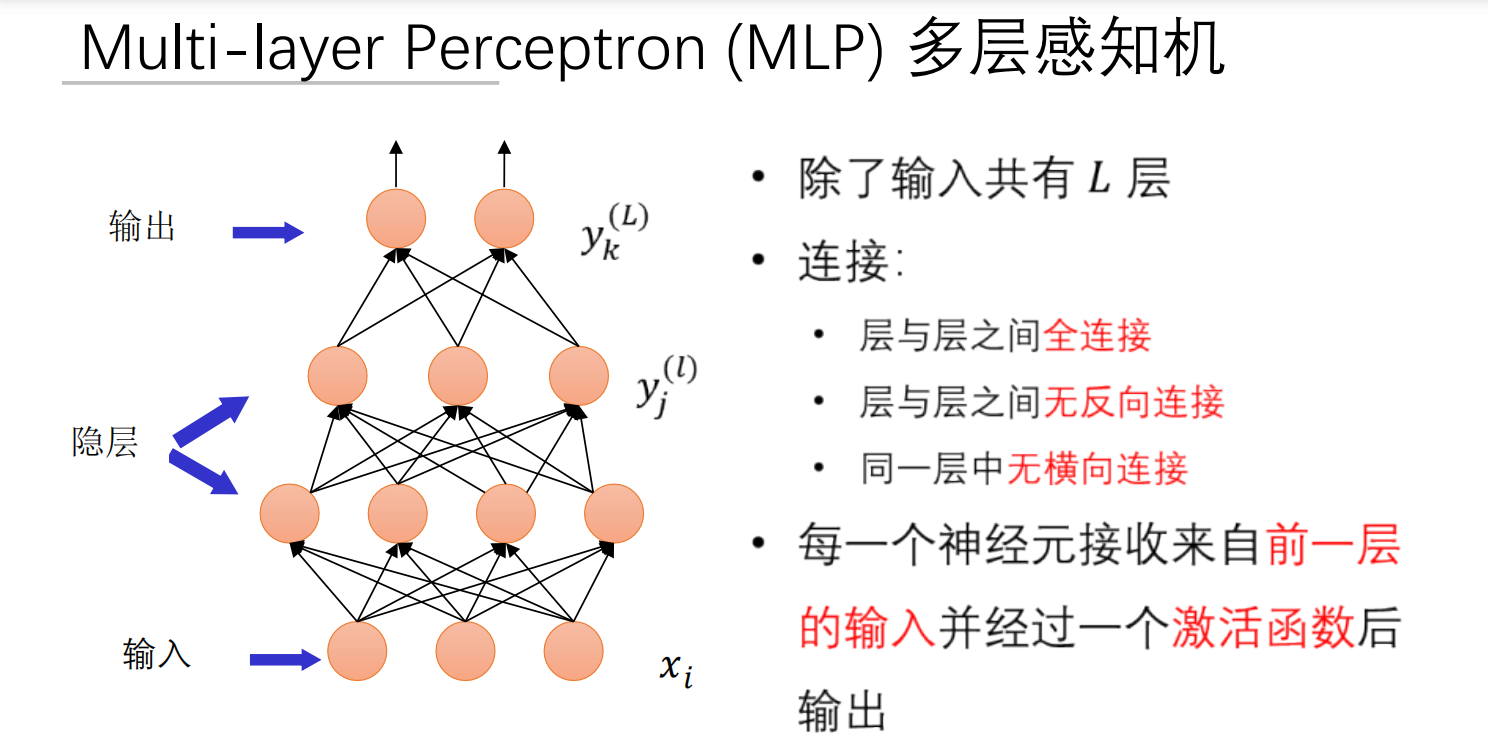 Multi-layer Perceptron (MLP) 多层感知机
输出
y_k^{(L)}
隐层
y_j^{(l)}
输入
x_i
• 除了输入共有 L 层
• 连接:
• 层与层之间全连接
• 层与层之间无反向连接
• 同一层中无横向连接
• 每一个神经元接收来自前一层
的输入并经过一个激活函数后
输出